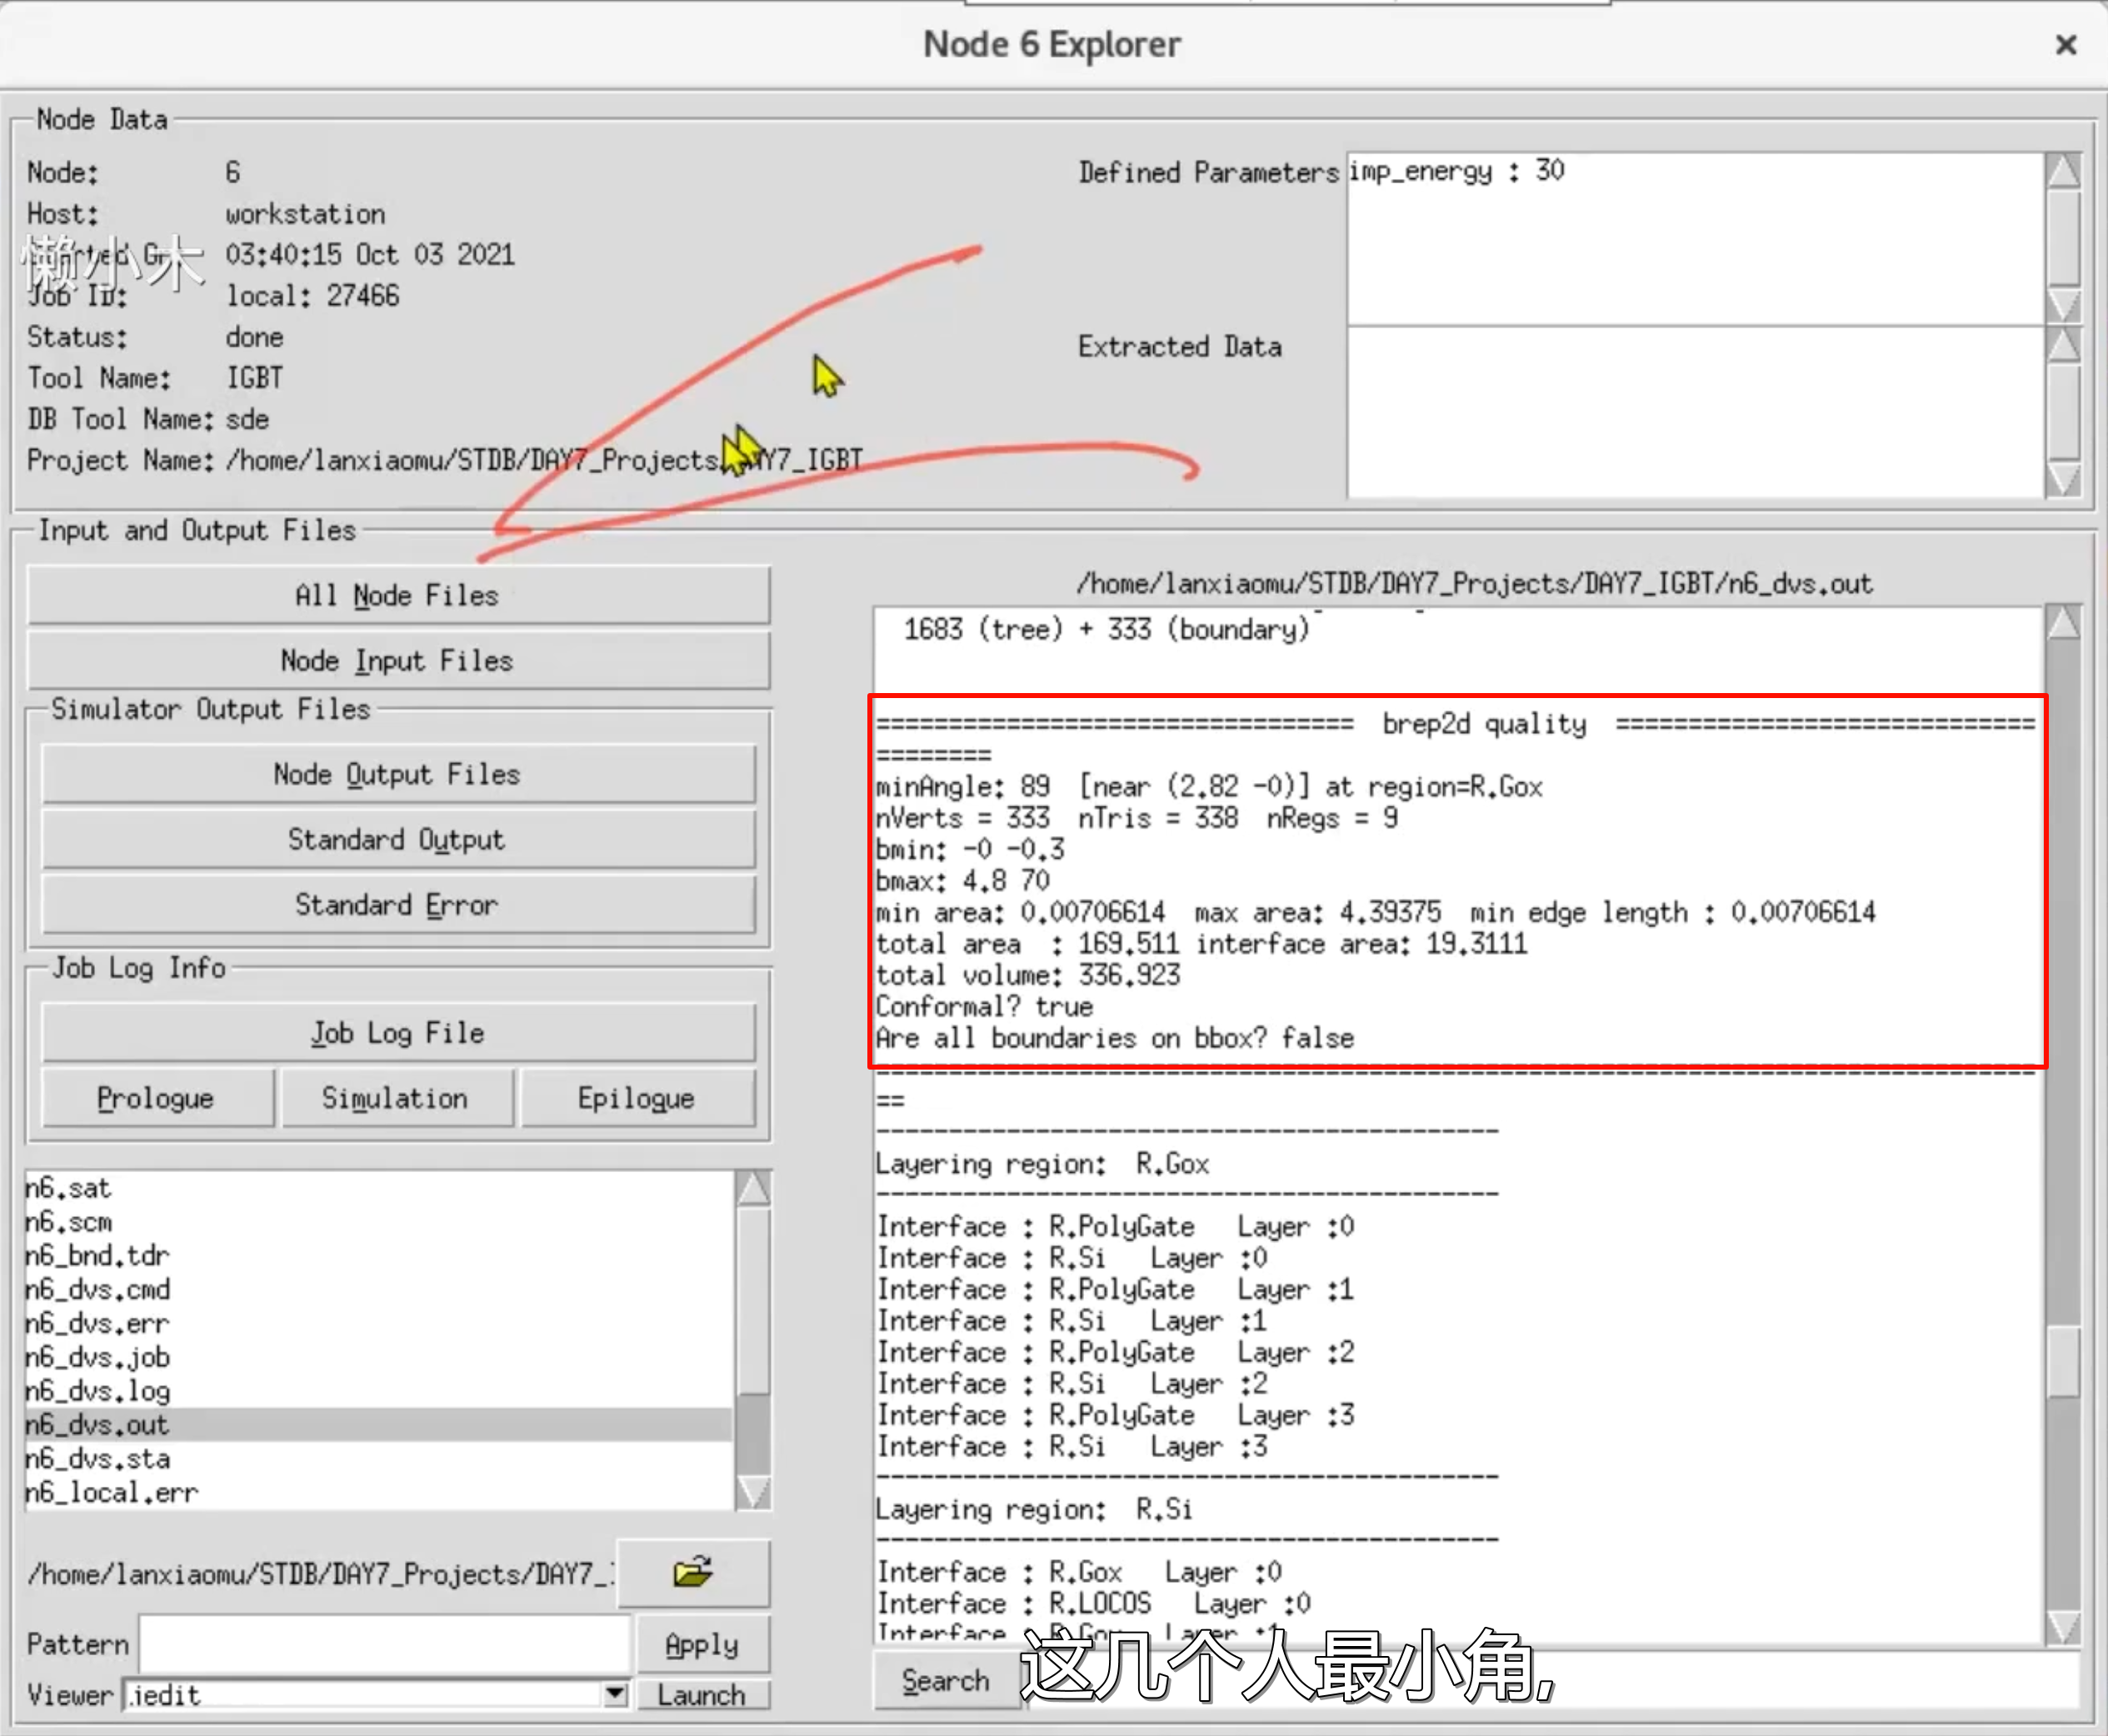 Node 6 Explorer
Node Data
Node: 6
Host: workstation
03:40:15 Oct 03 2021
懒小木
Job ID: local: 27466
Status: done
Tool Name: IGBT
DB Tool Name: sde
Project Name: /home/lanxiaomu/STDB/DAY7_Projects/DAY7_IGBT
Defined Parameters
imp_energy : 30
Extracted Data
Input and Output Files
All Node Files
Node Input Files
Simulator Output Files
Node Output Files
Standard Output
Standard Error
Job Log Info
Job Log File
Prologue Simulation Epilogue
n6.sat
n6.scm
n6_bnd.tdr
n6_dvs.cmd
n6_dvs.err
n6_dvs.job
n6_dvs.log
n6_dvs.out
n6_dvs.sta
n6_local.err
/home/lanxiaomu/STDB/DAY7_Projects/DAY7_
Pattern
Apply
Viewer
.iedit
Launch
/home/lanxiaomu/STDB/DAY7_Projects/DAY7_IGBT/n6_dvs.out
1683 (tree) + 333 (boundary)
================================= brep2d quality =============================
========
minAngle: 89 [near (2.82 -0)] at region=R.Gox
nVerts = 333 nTris = 338 nRegs = 9
bmin: -0 -0.3
bmax: 4.8 70
min area: 0.00706614 max area: 4.39375 min edge length : 0.00706614
total area : 169.511 interface area: 19.3111
total volume: 336.923
Conformal? true
Are all boundaries on bbox? false
================================================================================
==
-------------------------------------------
Layering region: R.Gox
-------------------------------------------
Interface : R.PolyGate Layer :0
Interface : R.Si Layer :0
Interface : R.PolyGate Layer :1
Interface : R.Si Layer :1
Interface : R.PolyGate Layer :2
Interface : R.Si Layer :2
Interface : R.PolyGate Layer :3
Interface : R.Si Layer :3
-------------------------------------------
Layering region: R.Si
-------------------------------------------
Interface : R.Gox Layer :0
Interface : R.LOCOS Layer :0
Interface : R.Gox Layer :1
Search
这几个人最小角,